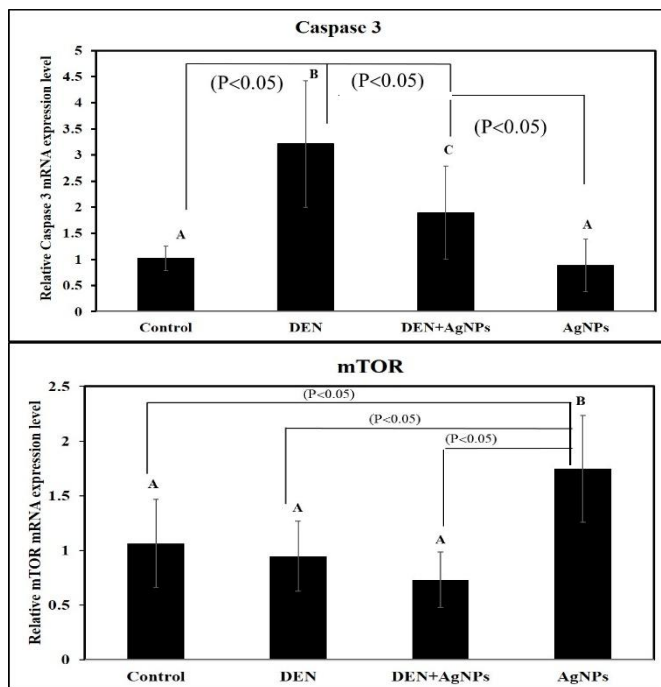 Caspase 3
Relative Caspase 3 mRNA expression level
5
4.5
4
3.5
3
2.5
2
1.5
1
0.5
0
(P<0.05)
(P<0.05)
(P<0.05)
A
B
C
A
Control
DEN
DEN+AgNPs
AgNPs
mTOR
Relative mTOR mRNA expression level
2.5
2
1.5
1
0.5
0
(P<0.05)
(P<0.05)
(P<0.05)
A
A
A
B
Control
DEN
DEN+AgNPs
AgNPs